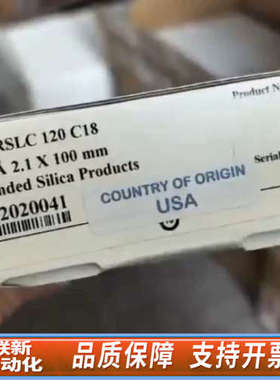 Product N
RSLC 120 C18
Å 2.1 X 100 mm
nded Silica Products
Serial
2020041
COUNTRY OF ORIGIN
USA
联新
动化
品质保障 支持开票